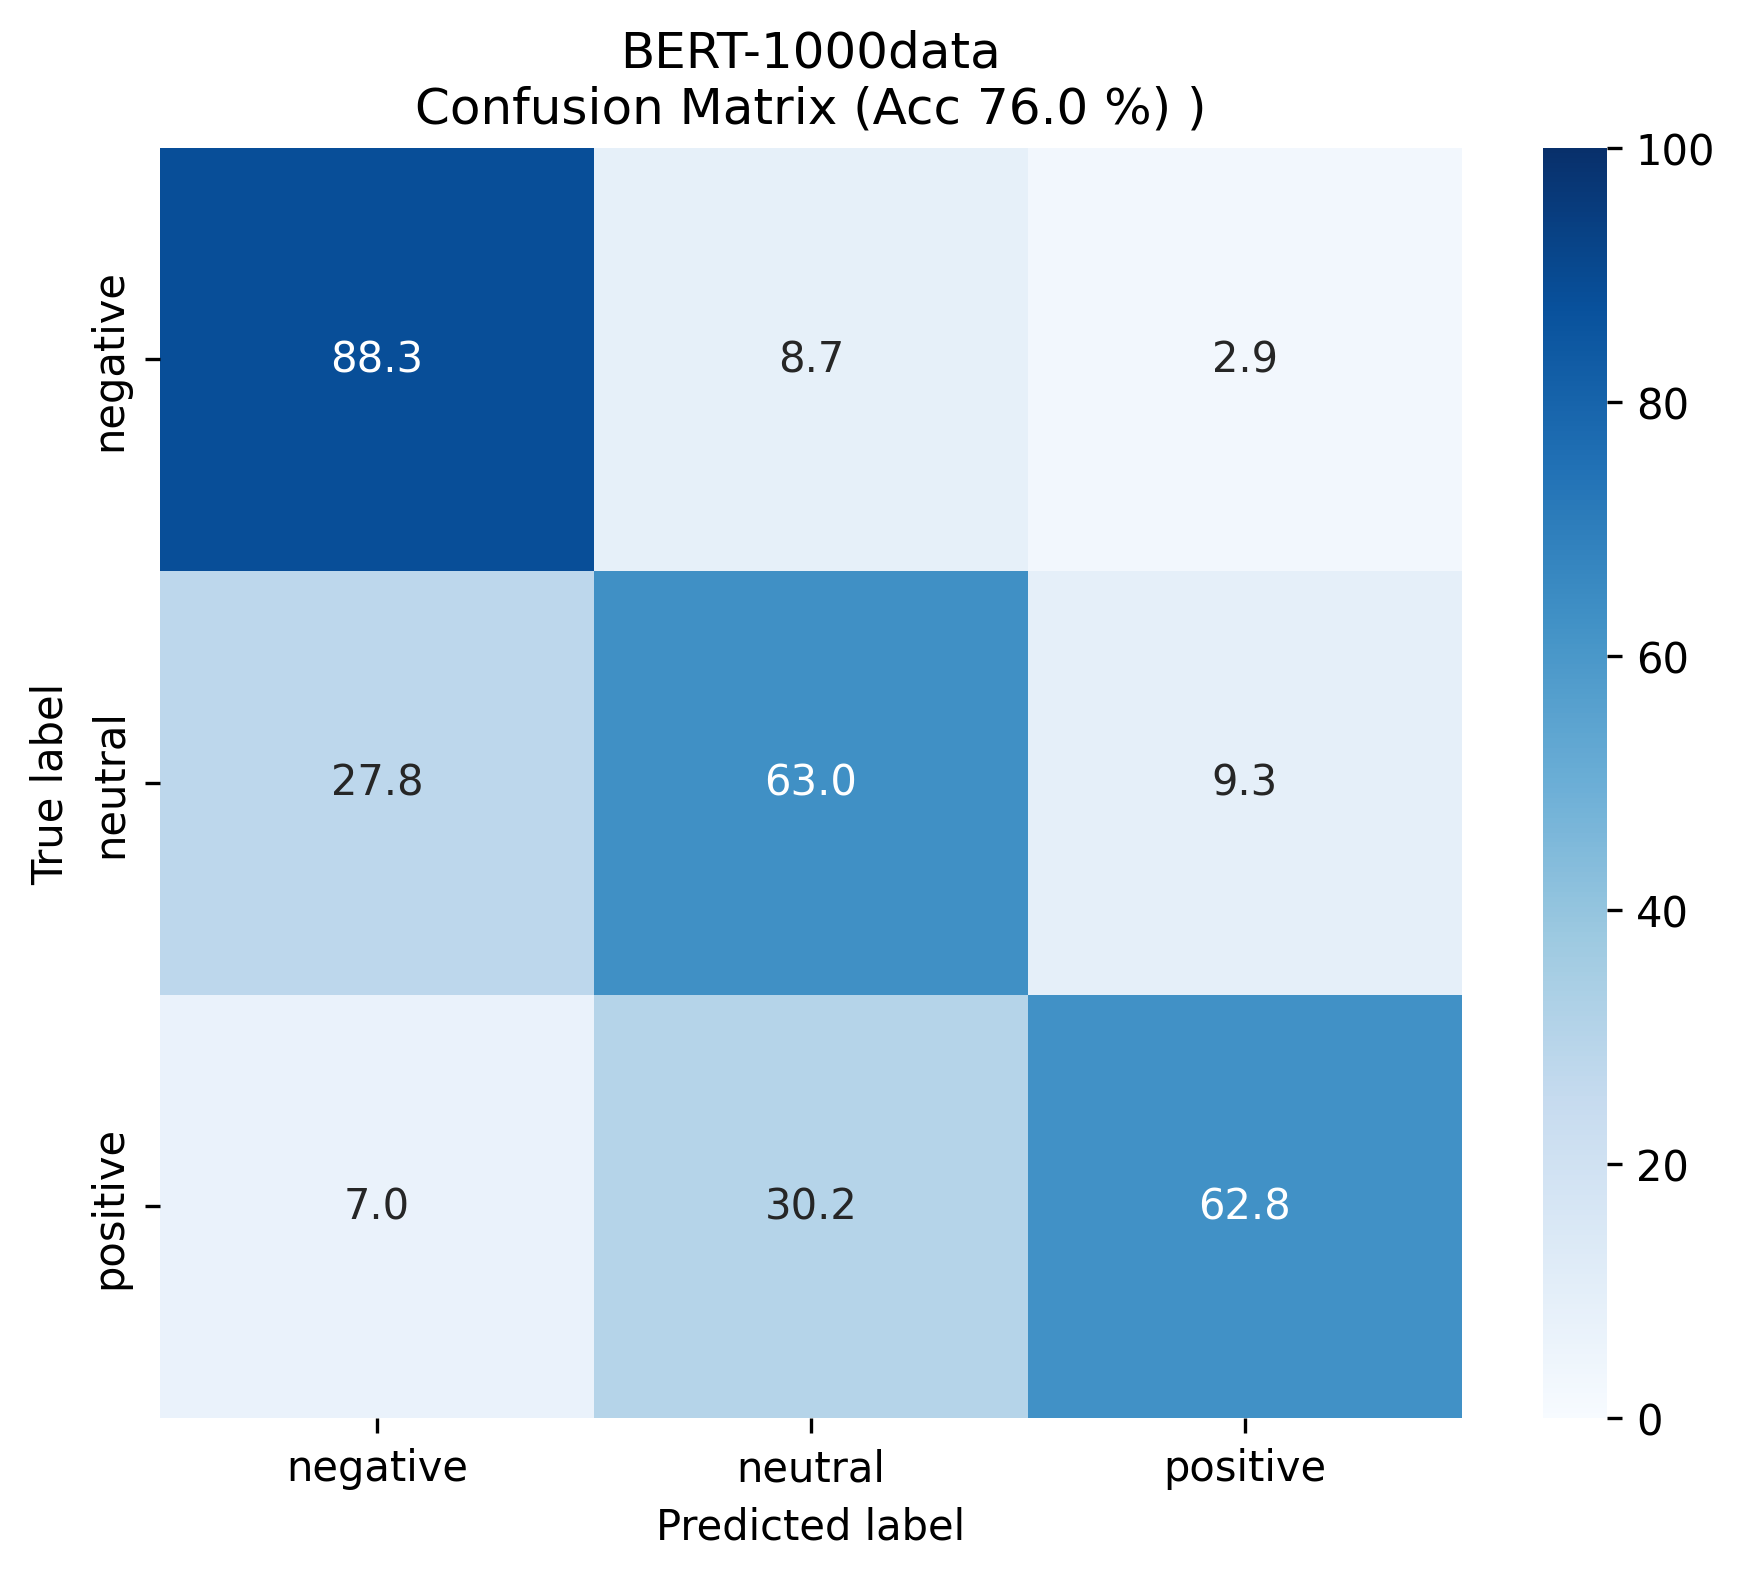 BERT-1000data
Confusion Matrix (Acc 76.0 %) )
100
80
60
40
20
0
True label
negative
88.3
8.7
2.9
neutral
27.8
63.0
9.3
positive
7.0
30.2
62.8
negative
neutral
positive
Predicted label